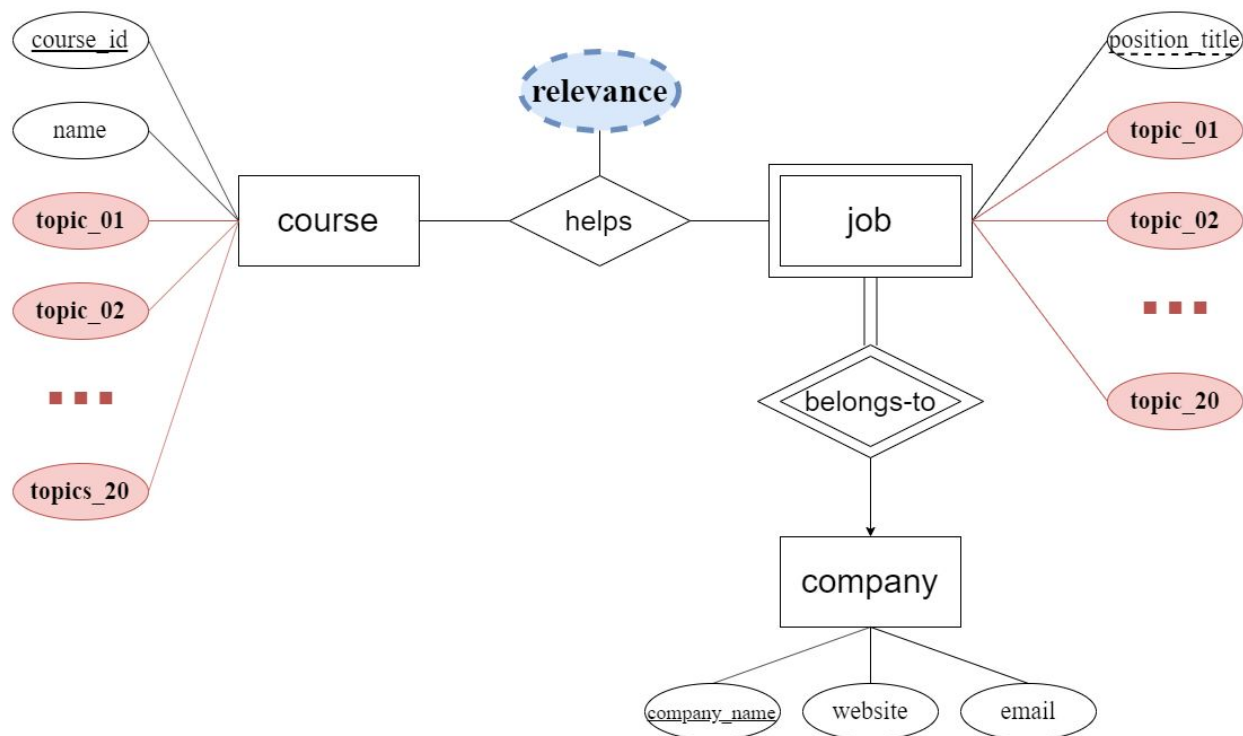 course_id
position_title
relevance
name
topic_01
topic_01
course
helps
job
topic_02
topic_02
belongs-to
topic_20
topics_20
company
company_name
website
email